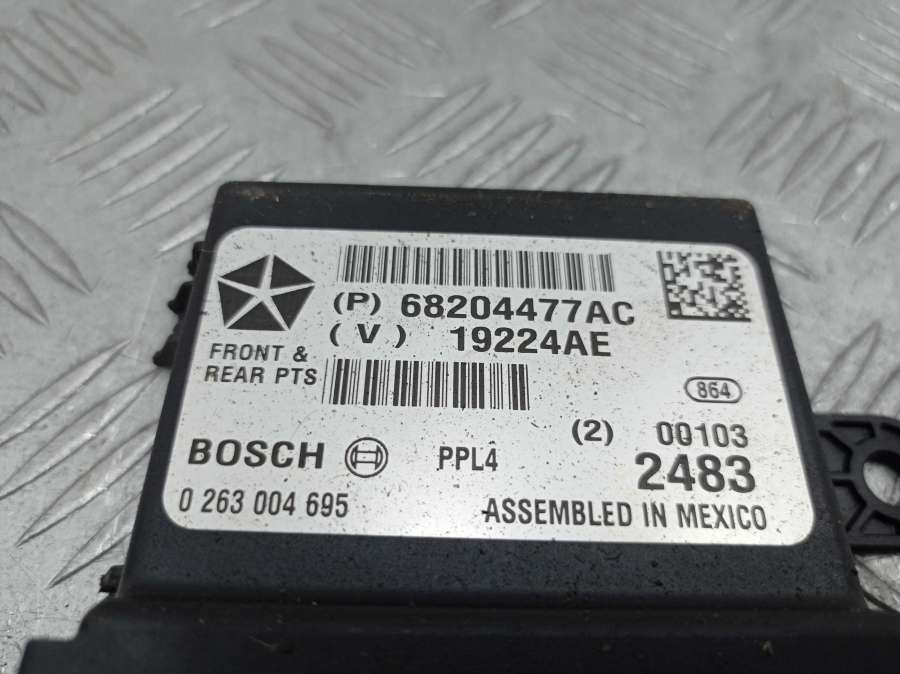 (P) 68204477AC
(V) 19224AE
FRONT &
REAR PTS
864
(2) 00103
BOSCH PPL4 2483
0 263 004 695 ASSEMBLED IN MEXICO